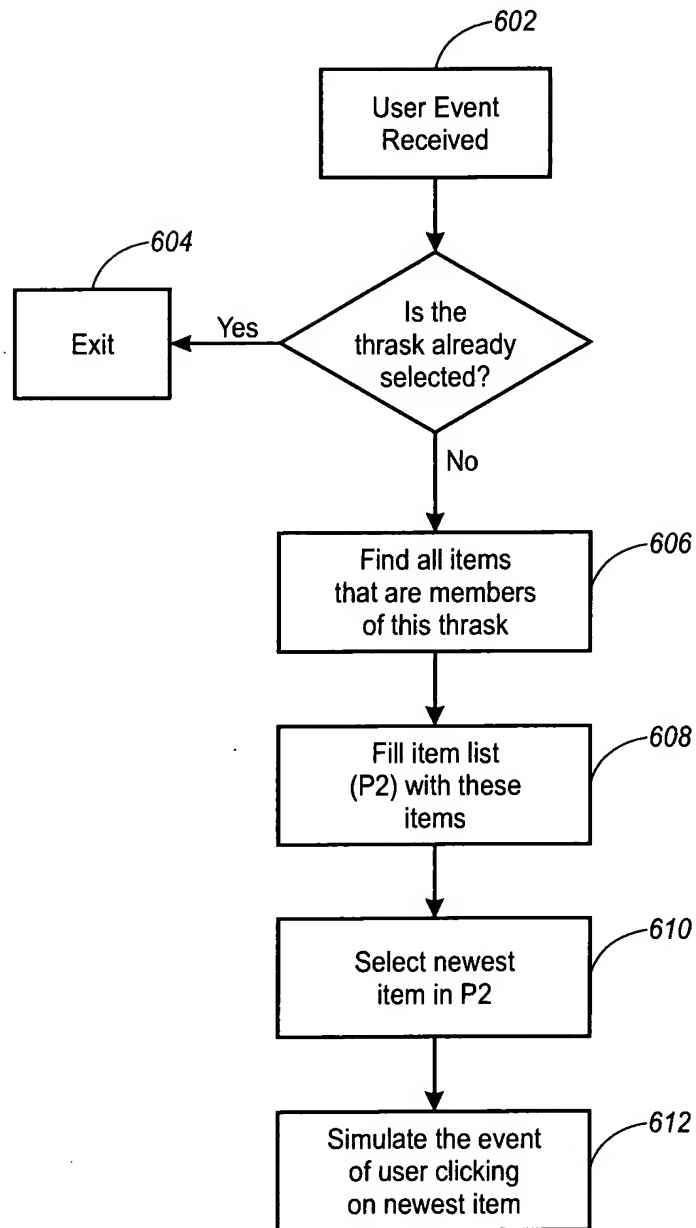 602
User Event
Received
604
Exit
Yes
Is the
thrask already
selected?
No
606
Find all items
that are members
of this thrask
608
Fill item list
(P2) with these
items
610
Select newest
item in P2
612
Simulate the event
of user clicking
on newest item